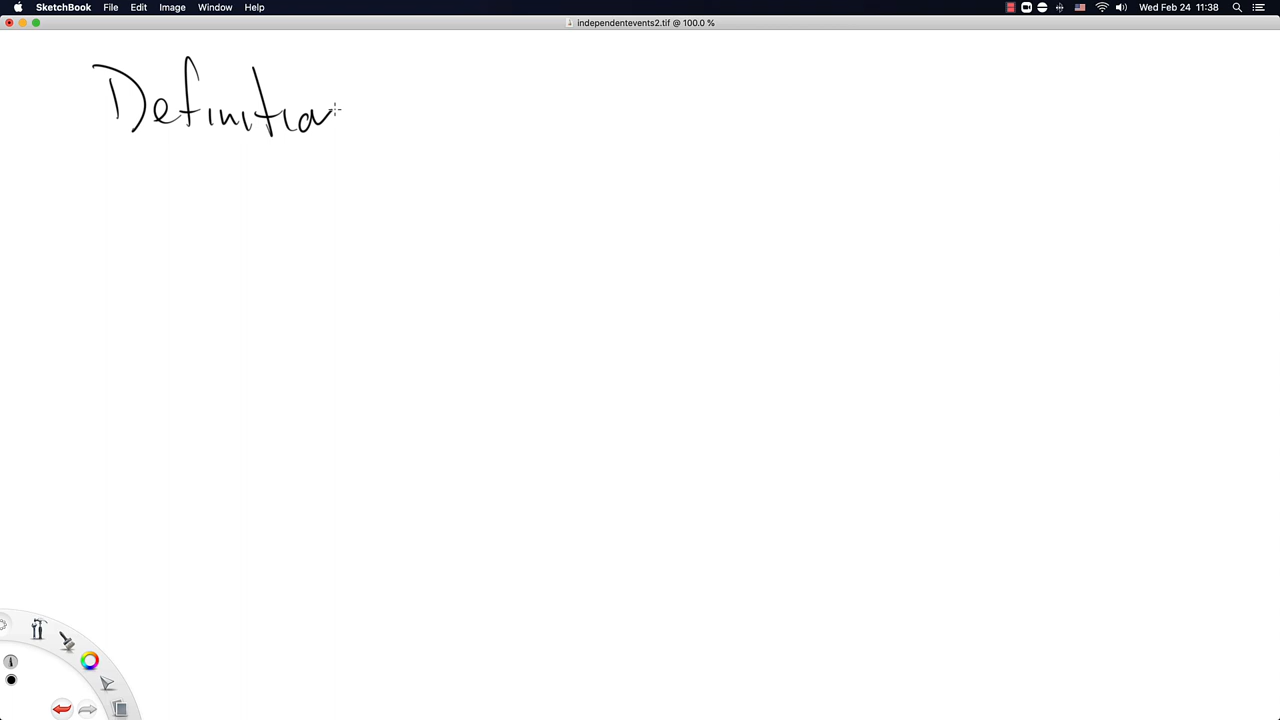 SketchBook File Edit Image Window Help Wed Feb 24 11:38
independentevents2.tif @ 100.0 %
Definitio